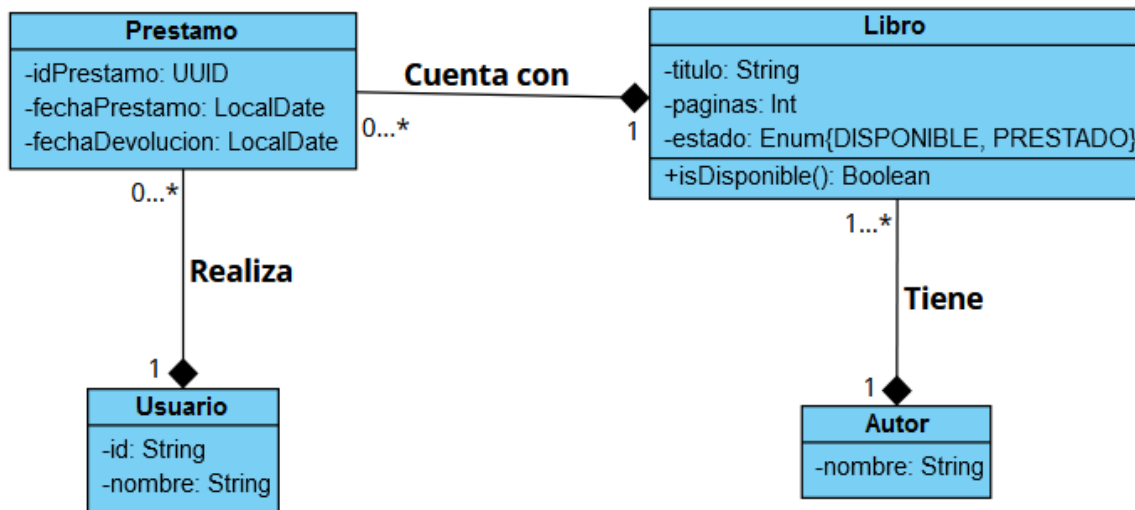 Prestamo
-idPrestamo: UUID
-fechaPrestamo: LocalDate
-fechaDevolucion: LocalDate
Cuenta con
0...*
1
Libro
-titulo: String
-paginas: Int
-estado: Enum{DISPONIBLE, PRESTADO}
+isDisponible(): Boolean
0...*
Realiza
1
1...*
Tiene
1
Usuario
-id: String
-nombre: String
Autor
-nombre: String